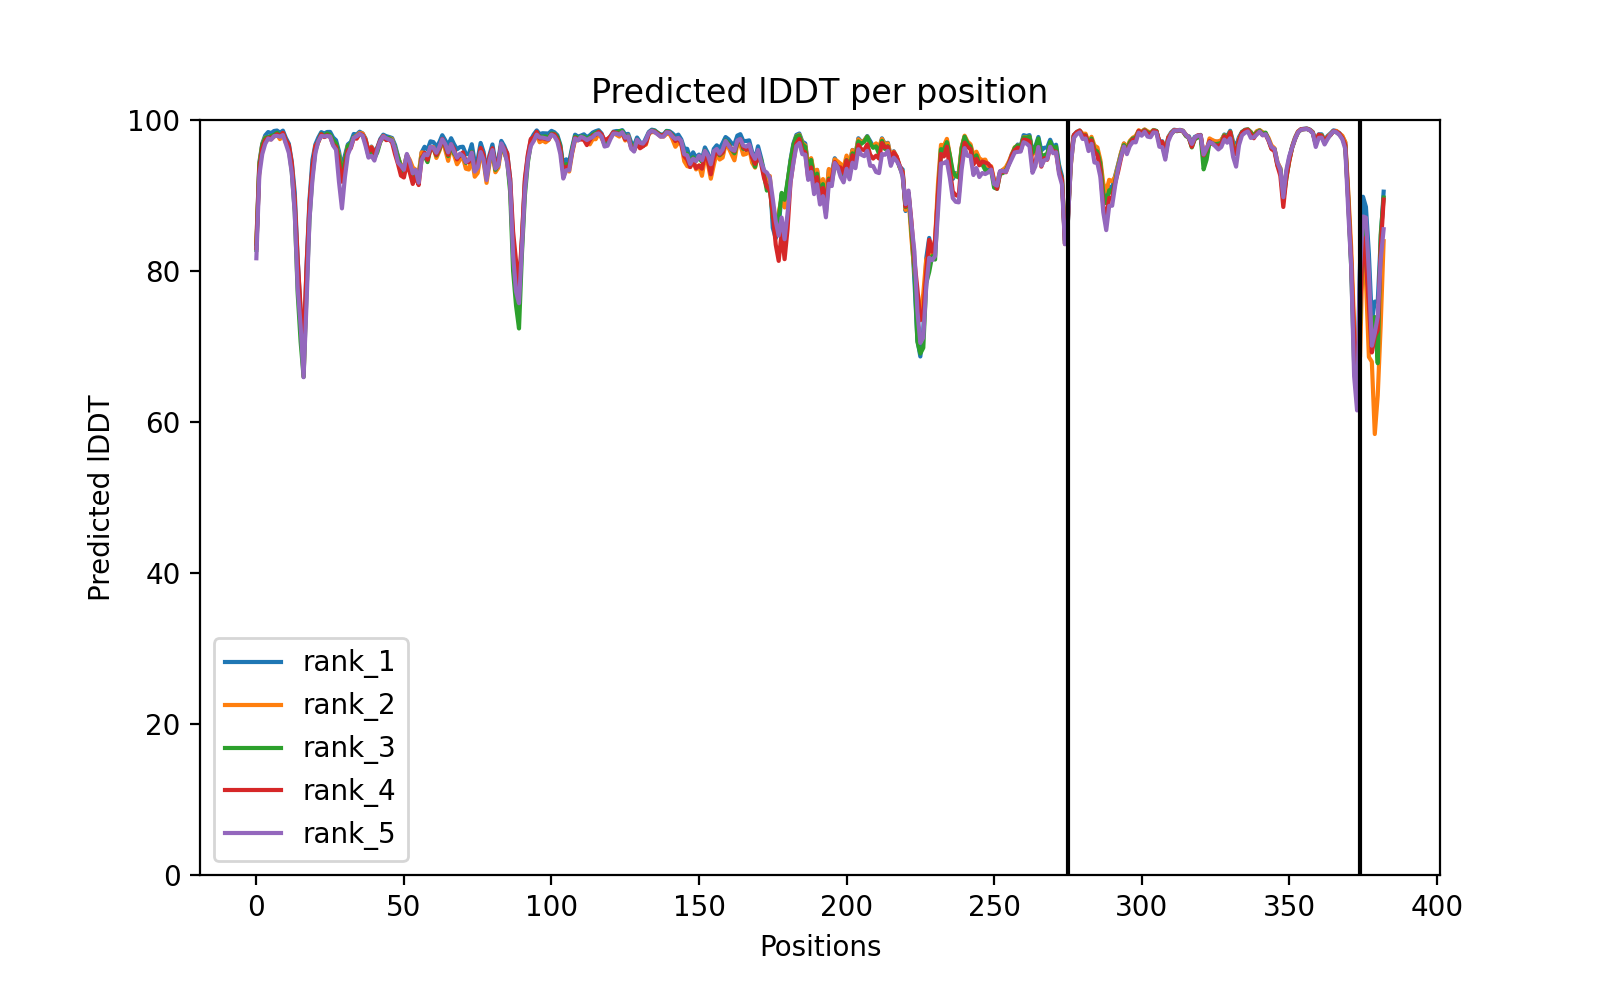 Predicted lDDT per position
100
80
60
40
20
0
Predicted lDDT
rank_1
rank_2
rank_3
rank_4
rank_5
0 50 100 150 200 250 300 350 400
Positions